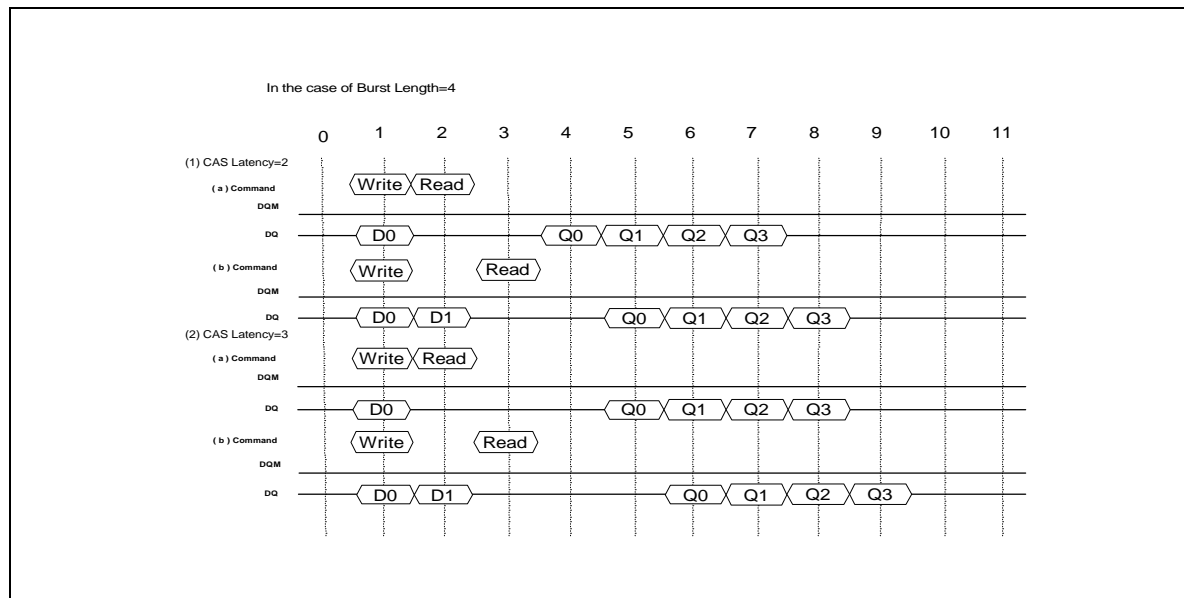 In the case of Burst Length=4
0 1 2 3 4 5 6 7 8 9 10 11
(1) CAS Latency=2
( a ) Command Write Read
DQM
DQ D0 Q0 Q1 Q2 Q3
( b ) Command Write Read
DQM
DQ D0 D1 Q0 Q1 Q2 Q3
(2) CAS Latency=3
( a ) Command Write Read
DQM
DQ D0 Q0 Q1 Q2 Q3
( b ) Command Write Read
DQM
DQ D0 D1 Q0 Q1 Q2 Q3